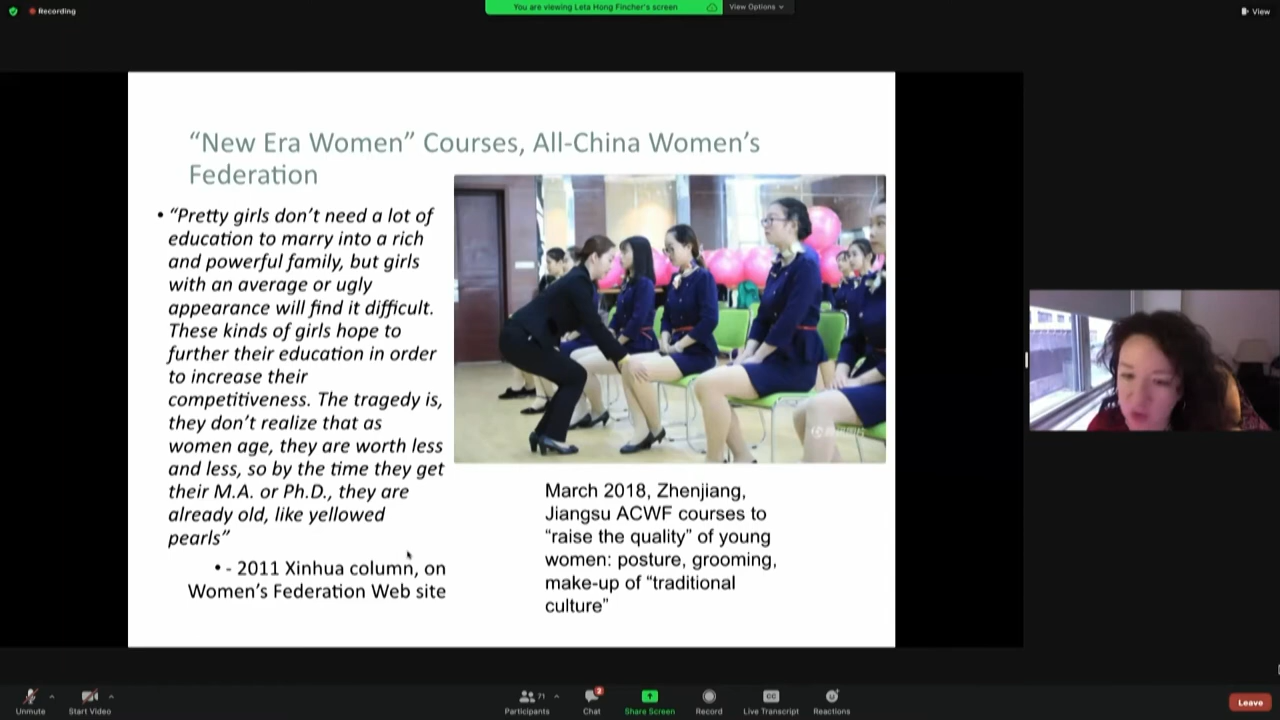 Recording
You are viewing Leta Hong Fincher's screen
View Options
View
“New Era Women” Courses, All-China Women’s
Federation
• “Pretty girls don’t need a lot of
education to marry into a rich
and powerful family, but girls
with an average or ugly
appearance will find it difficult.
These kinds of girls hope to
further their education in order
to increase their
competitiveness. The tragedy is,
they don’t realize that as
women age, they are worth less
and less, so by the time they get
their M.A. or Ph.D., they are
already old, like yellowed
pearls”
• - 2011 Xinhua column, on
Women’s Federation Web site
March 2018, Zhenjiang,
Jiangsu ACWF courses to
“raise the quality” of young
women: posture, grooming,
make-up of “traditional
culture”
Unmute
Start Video
Participants
71
Chat
Share Screen
Record
CC
Live Transcript
Reactions
Leave